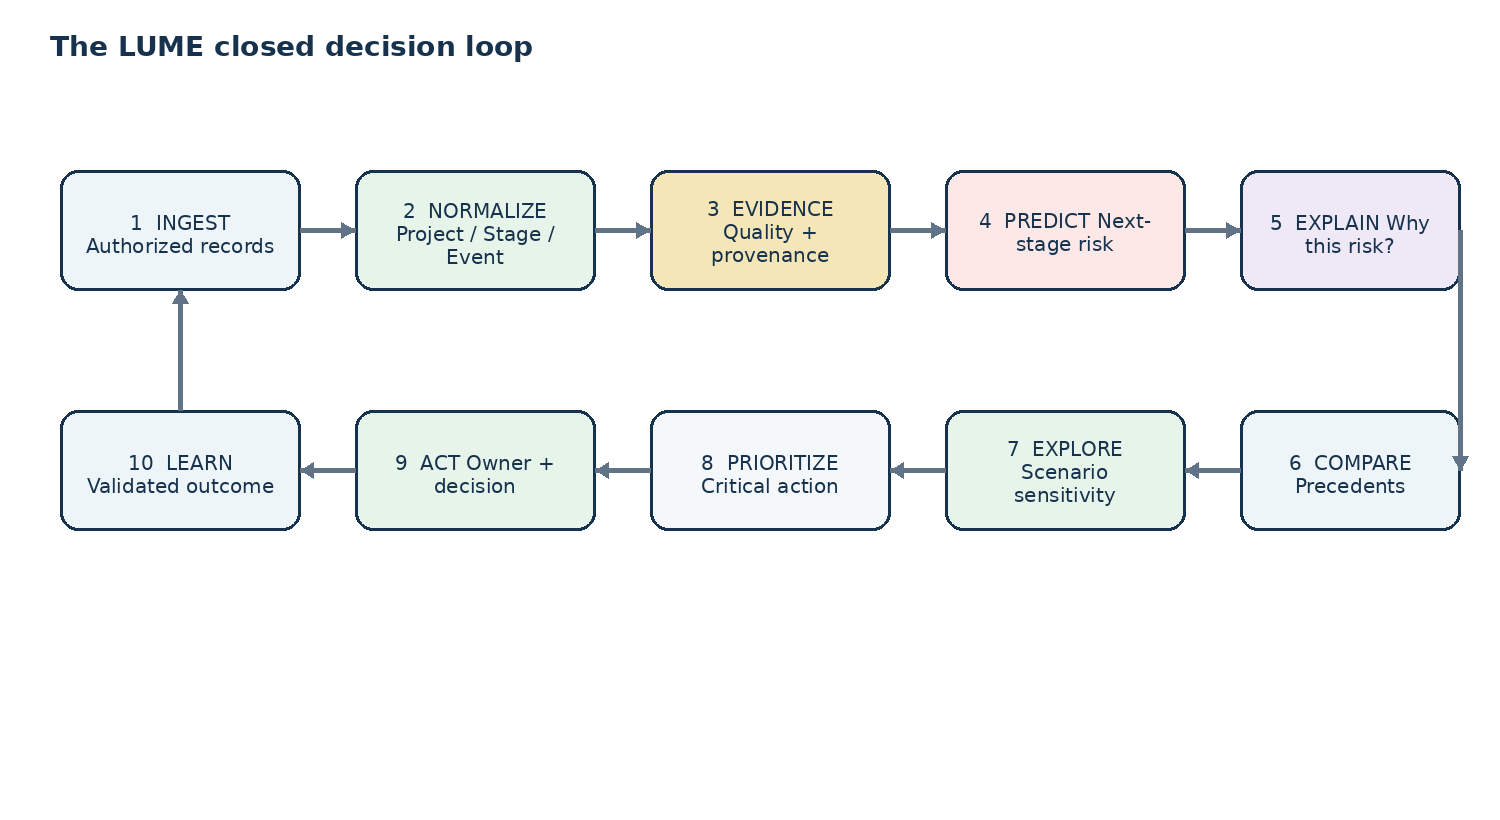 The LUME closed decision loop
1  INGEST
Authorized records
2  NORMALIZE
Project / Stage /
Event
3  EVIDENCE
Quality +
provenance
4  PREDICT Next-
stage risk
5  EXPLAIN Why
this risk?
6  COMPARE
Precedents
7  EXPLORE
Scenario
sensitivity
8  PRIORITIZE
Critical action
9  ACT Owner +
decision
10  LEARN
Validated outcome